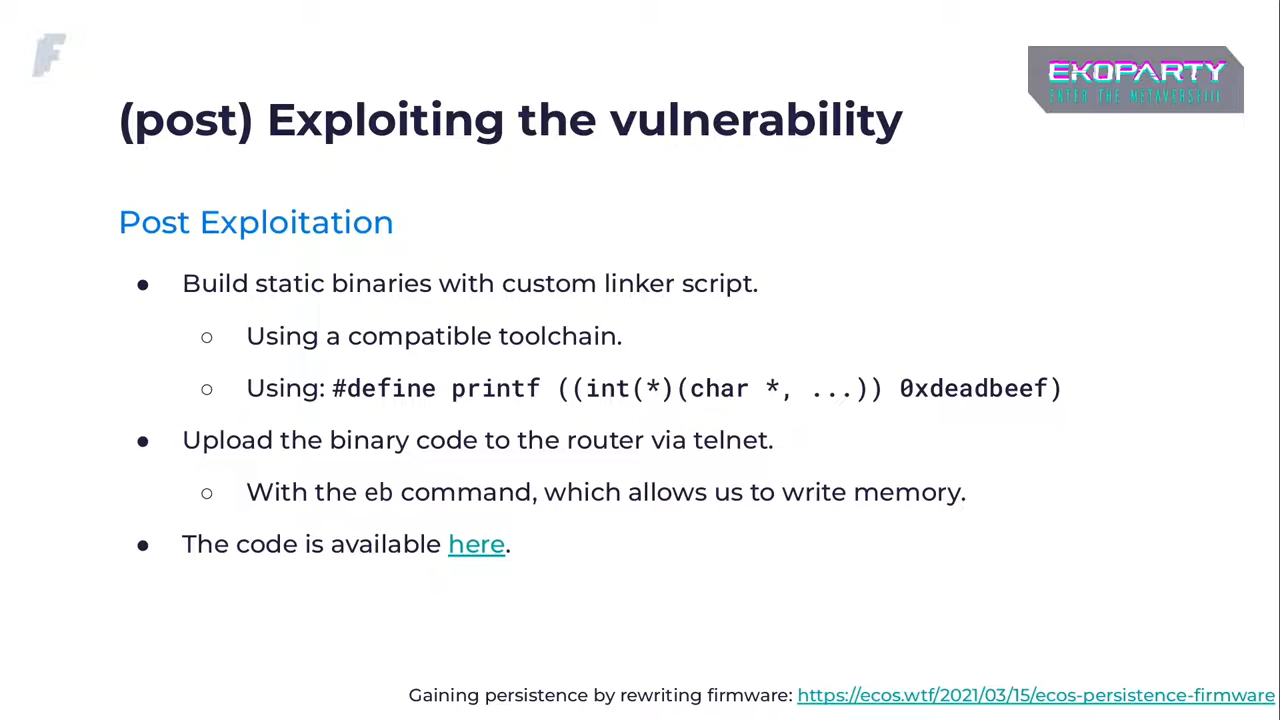 F
EKOPARTY
ENTER THE METAVERS
(post) Exploiting the vulnerability
Post Exploitation
● Build static binaries with custom linker script.
○ Using a compatible toolchain.
○ Using: #define printf ((int(*)(char *, ...)) 0xdeadbeef)
● Upload the binary code to the router via telnet.
○ With the eb command, which allows us to write memory.
● The code is available here.
Gaining persistence by rewriting firmware: https://ecos.wtf/2021/03/15/ecos-persistence-firmware